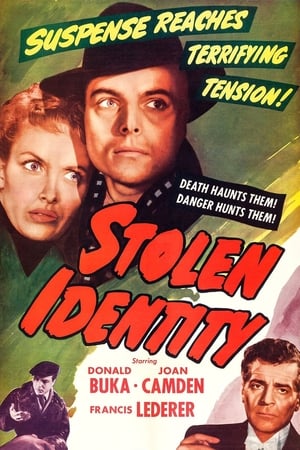 SUSPENSE REACHES
TERRIFYING
TENSION!
DEATH HAUNTS THEM!
DANGER HUNTS THEM!
STOLEN
IDENTITY
Starring
DONALD JOAN
BUKA · CAMDEN
FRANCIS LEDERER